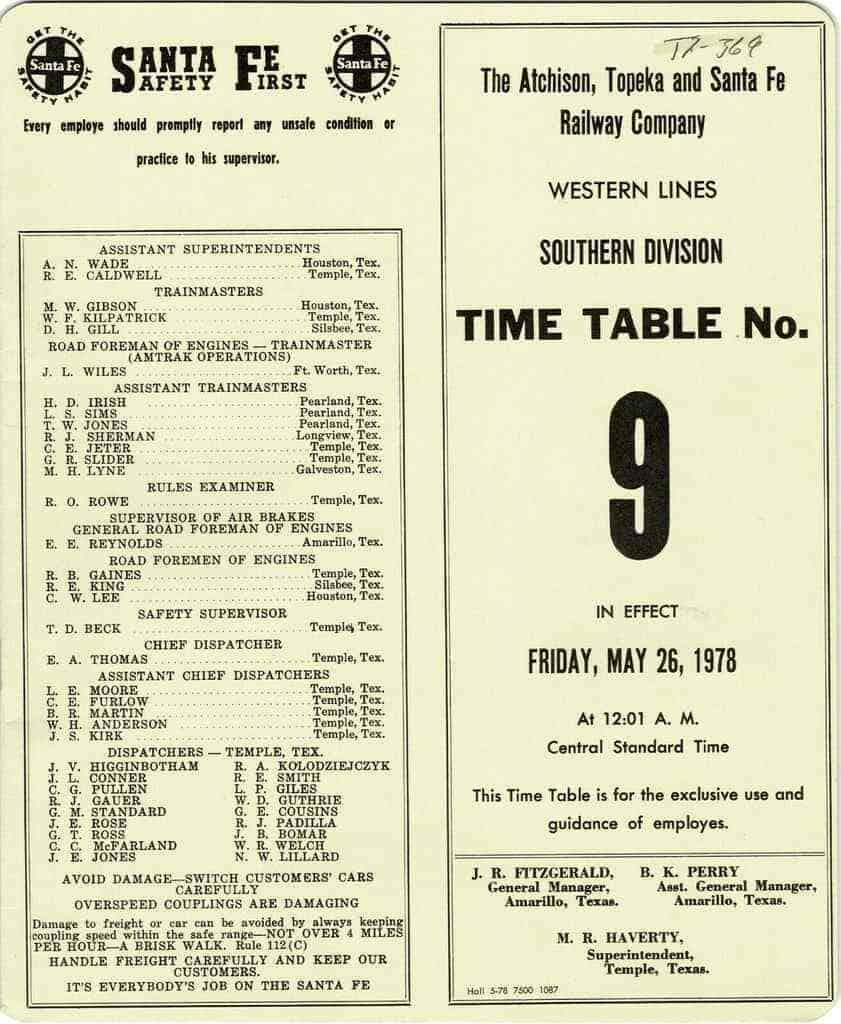 GET THE
Santa Fe
SAFETY HABIT
SANTA FE
SAFETY FIRST
GET THE
Santa Fe
SAFETY HABIT
Every employe should promptly report any unsafe condition or
practice to his supervisor.
ASSISTANT SUPERINTENDENTS
A. N. WADE Houston, Tex.
R. E. CALDWELL Temple, Tex.
TRAINMASTERS
M. W. GIBSON Houston, Tex.
W. F. KILPATRICK Temple, Tex.
D. H. GILL Silsbee, Tex.
ROAD FOREMAN OF ENGINES — TRAINMASTER
(AMTRAK OPERATIONS)
J. L. WILES Ft. Worth, Tex.
ASSISTANT TRAINMASTERS
H. D. IRISH Pearland, Tex.
L. S. SIMS Pearland, Tex.
T. W. JONES Pearland, Tex.
R. J. SHERMAN Longview, Tex.
C. E. JETER Temple, Tex.
G. R. SLIDER Temple, Tex.
M. H. LYNE Galveston, Tex.
RULES EXAMINER
R. O. ROWE Temple, Tex.
SUPERVISOR OF AIR BRAKES
GENERAL ROAD FOREMAN OF ENGINES
E. E. REYNOLDS Amarillo, Tex.
ROAD FOREMEN OF ENGINES
R. B. GAINES Temple, Tex.
R. E. KING Silsbee, Tex.
C. W. LEE Houston, Tex.
SAFETY SUPERVISOR
T. D. BECK Temple, Tex.
CHIEF DISPATCHER
E. A. THOMAS Temple, Tex.
ASSISTANT CHIEF DISPATCHERS
L. E. MOORE Temple, Tex.
C. E. FURLOW Temple, Tex.
B. R. MARTIN Temple, Tex.
W. H. ANDERSON Temple, Tex.
J. S. KIRK Temple, Tex.
DISPATCHERS — TEMPLE, TEX.
J. V. HIGGINBOTHAM R. A. KOLODZIEJCZYK
J. L. CONNER R. E. SMITH
C. G. PULLEN L. P. GILES
R. J. GAUER W. D. GUTHRIE
G. M. STANDARD G. E. COUSINS
J. E. ROSE R. J. PADILLA
G. T. ROSS J. B. BOMAR
C. C. McFARLAND W. R. WELCH
J. E. JONES N. W. LILLARD
AVOID DAMAGE—SWITCH CUSTOMERS' CARS
CAREFULLY
OVERSPEED COUPLINGS ARE DAMAGING
Damage to freight or car can be avoided by always keeping
coupling speed within the safe range—NOT OVER 4 MILES
PER HOUR—A BRISK WALK. Rule 112(C)
HANDLE FREIGHT CAREFULLY AND KEEP OUR
CUSTOMERS.
IT'S EVERYBODY'S JOB ON THE SANTA FE
TT-369
The Atchison, Topeka and Santa Fe
Railway Company
WESTERN LINES
SOUTHERN DIVISION
TIME TABLE No.
9
IN EFFECT
FRIDAY, MAY 26, 1978
At 12:01 A. M.
Central Standard Time
This Time Table is for the exclusive use and
guidance of employes.
J. R. FITZGERALD, B. K. PERRY
General Manager, Asst. General Manager,
Amarillo, Texas. Amarillo, Texas.
M. R. HAVERTY,
Superintendent,
Temple, Texas.
Hall 5-78 7500 1087